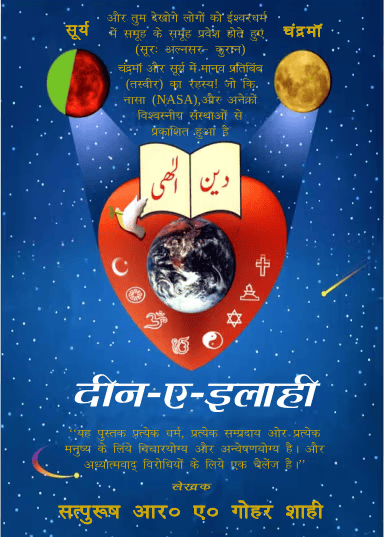 और तुम देखोगे लोगों को ईश्वरधर्म
सूर्य
में समूह के समूह प्रवेश होते हुए,
चंद्रमॉ
(सूरः अल्नसर- कुरान)
चंद्रमॉ और सूर्य में मानव प्रतिबिंब
(तस्वीर) का रहस्य! जो कि,
नासा (NASA),और अनेकों
विश्वस्नीय संस्थाओं से
प्रकाशित हुआ है
دین الٰہی
दीन-ए-इलाही
‘‘यह पुस्तक प्रत्येक धर्म, प्रत्येक सम्प्रदाय ओर प्रत्येक
मनुष्य के लिये बिचारयोग्य और अन्वेषणयोग्य है। और
अध्यात्मवाद विरोधियों के लिये एक चैलेंज है।’’
लेखक
सत्पुरूष आर० ए० गोहर शाही